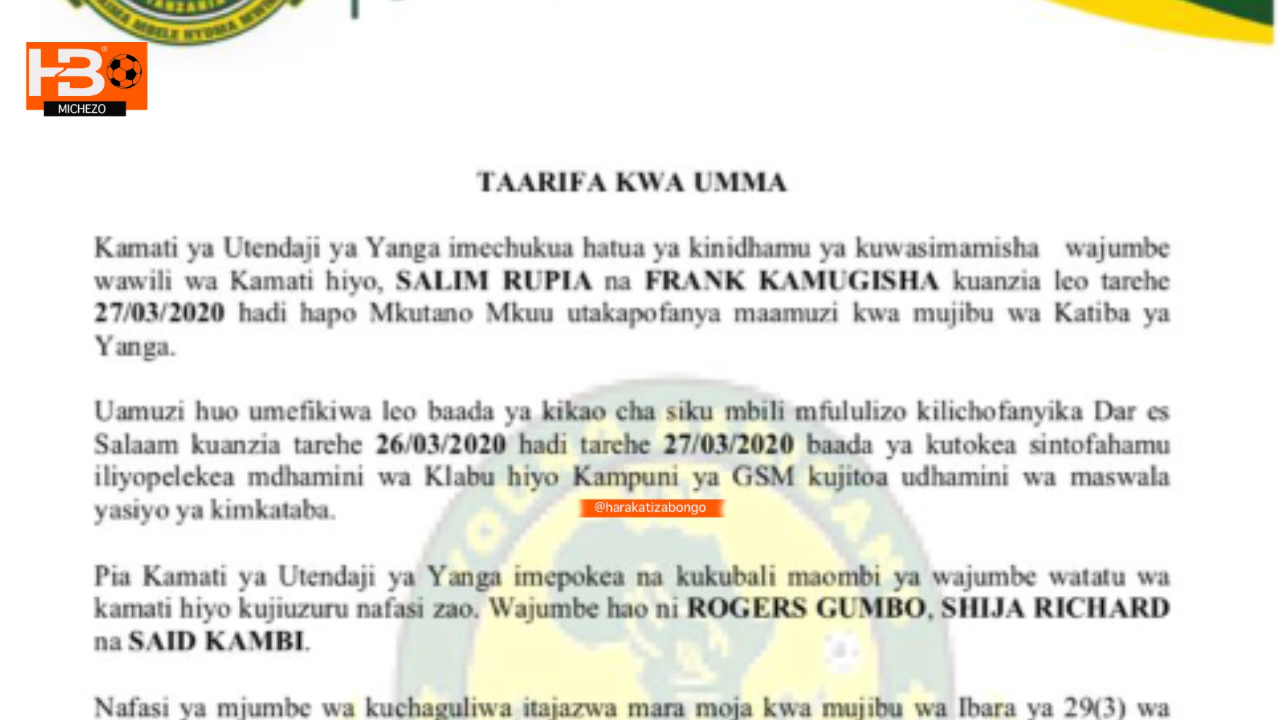 TANZANIA
DAIMA MBELE NYUMA MWIKO
HB
MICHEZO
TAARIFA KWA UMMA
Kamati ya Utendaji ya Yanga imechukua hatua ya kinidhamu ya kuwasimamisha wajumbe
wawili wa Kamati hiyo, SALIM RUPIA na FRANK KAMUGISHA kuanzia leo tarehe
27/03/2020 hadi hapo Mkutano Mkuu utakapofanya maamuzi kwa mujibu wa Katiba ya
Yanga.
Uamuzi huo umefikiwa leo baada ya kikao cha siku mbili mfululizo kilichofanyika Dar es
Salaam kuanzia tarehe 26/03/2020 hadi tarehe 27/03/2020 baada ya kutokea sintofahamu
iliyopelekea mdhamini wa Klabu hiyo Kampuni ya GSM kujitoa udhamini wa maswala
yasiyo ya kimkataba.
@harakatizabongo
Pia Kamati ya Utendaji ya Yanga imepokea na kukubali maombi ya wajumbe watatu wa
kamati hiyo kujiuzuru nafasi zao. Wajumbe hao ni ROGERS GUMBO, SHIJA RICHARD
na SAID KAMBI.
Nafasi ya mjumbe wa kuchaguliwa itajazwa mara moja kwa mujibu wa Ibara ya 29(3) wa